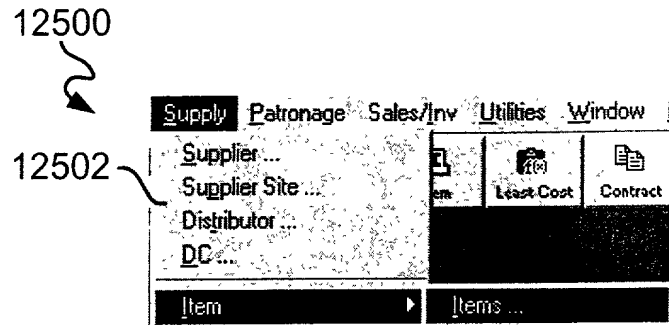 12500
Supply Patronage Sales/Inv Utilities Window
12502
Supplier ...
Supplier Site ...
Distributor ...
DC ...
Least Cost
Contract
Item
Items ...